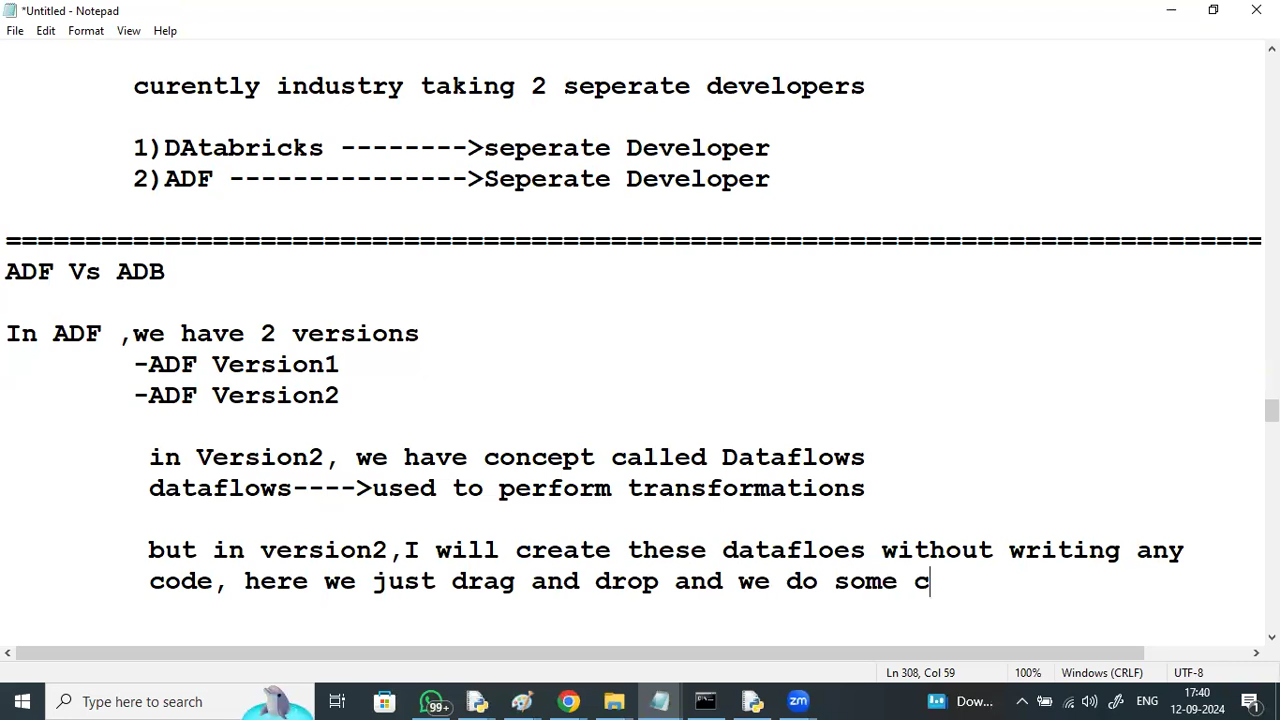 *Untitled - Notepad
File Edit Format View Help
curently industry taking 2 seperate developers
1)DAtabricks -------->seperate Developer
2)ADF --------------->Seperate Developer
===============================================================================
ADF Vs ADB
In ADF ,we have 2 versions
-ADF Version1
-ADF Version2
in Version2, we have concept called Dataflows
dataflows---->used to perform transformations
but in version2,I will create these datafloes without writing any
code, here we just drag and drop and we do some c
Ln 308, Col 59 100% Windows (CRLF) UTF-8
Type here to search 99+ Dow... ENG 17:40
12-09-2024 1